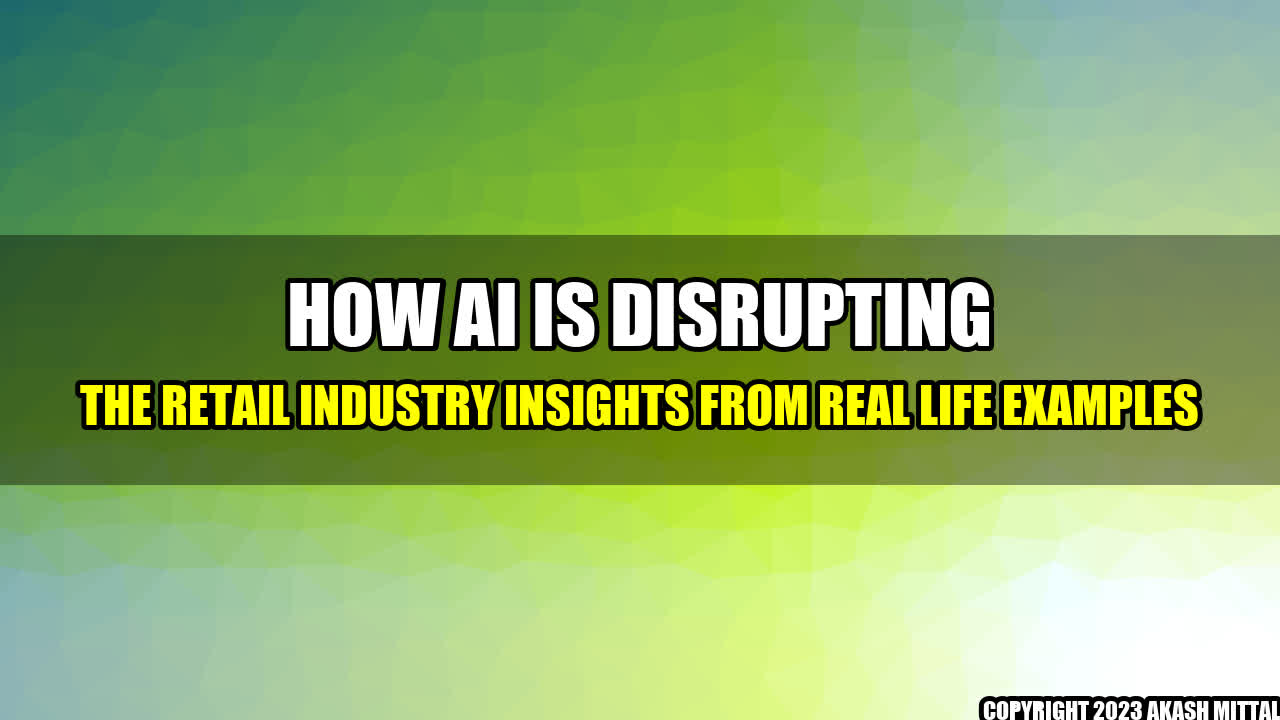 HOW AI IS DISRUPTING
THE RETAIL INDUSTRY INSIGHTS FROM REAL LIFE EXAMPLES
COPYRIGHT 2023 AKASH MITTAL